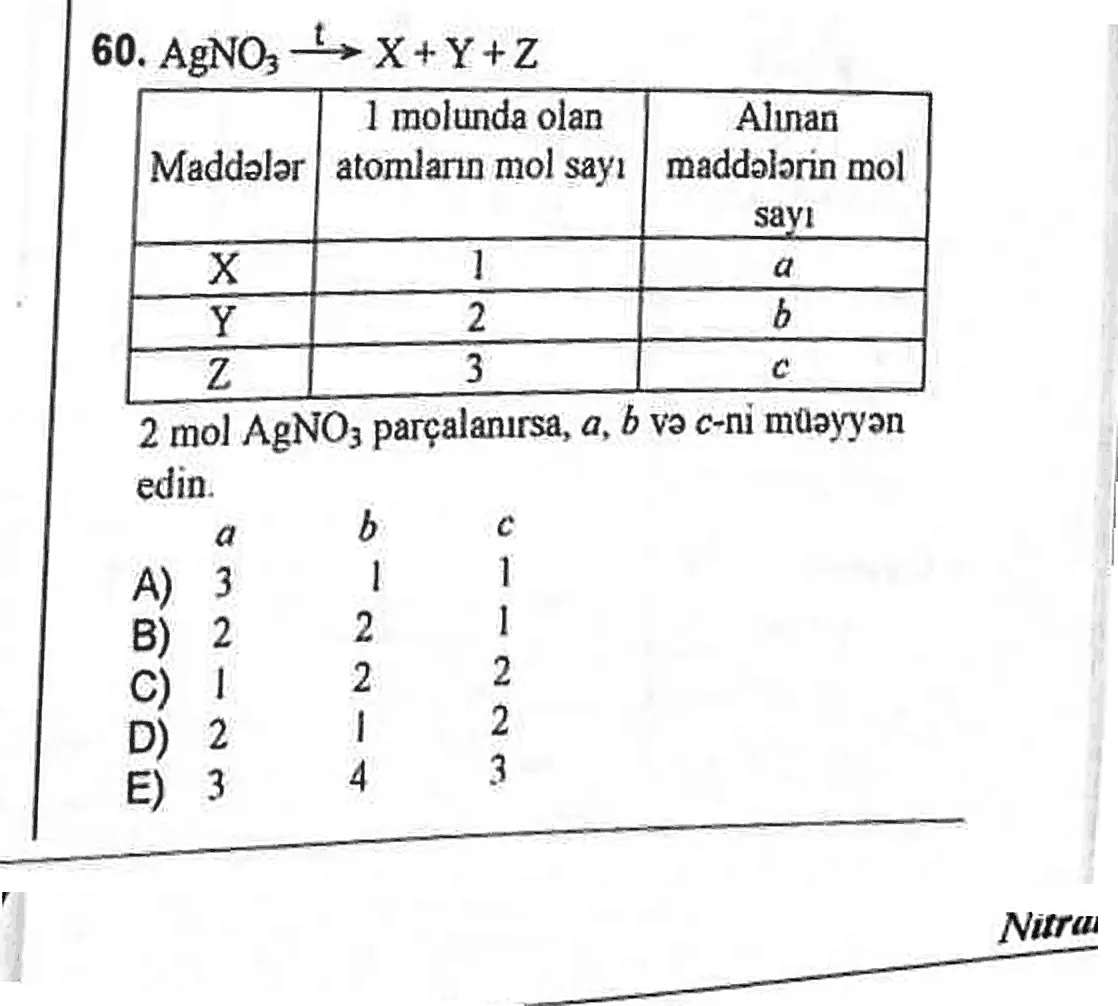 60. AgNO₃ —t→ X + Y + Z
Maddələr | 1 molunda olan atomların mol sayı | Alınan maddələrin mol sayı
X | 1 | a
Y | 2 | b
Z | 3 | c
2 mol AgNO₃ parçalanırsa, a, b və c-ni müəyyən
edin.
a b c
A) 3 1 1
B) 2 2 1
C) 1 2 2
D) 2 1 2
E) 3 4 3